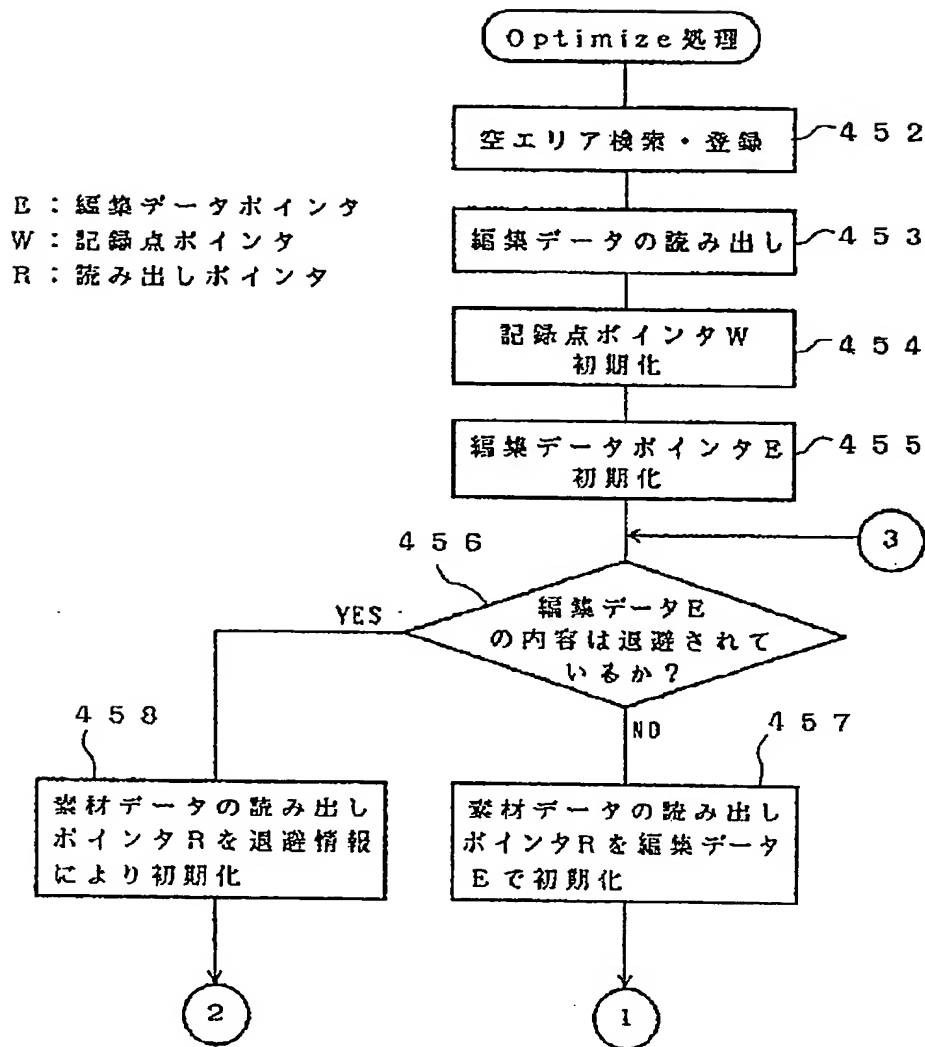 Optimize処理
空エリア検索・登録
452
E：編集データポインタ
W：記録点ポインタ
R：読み出しポインタ
編集データの読み出し
453
記録点ポインタW
初期化
454
編集データポインタE
初期化
455
3
456
編集データE
の内容は退避されて
いるか？
YES
NO
458
素材データの読み出し
ポインタRを退避情報
により初期化
457
素材データの読み出し
ポインタRを編集データ
Eで初期化
2
1